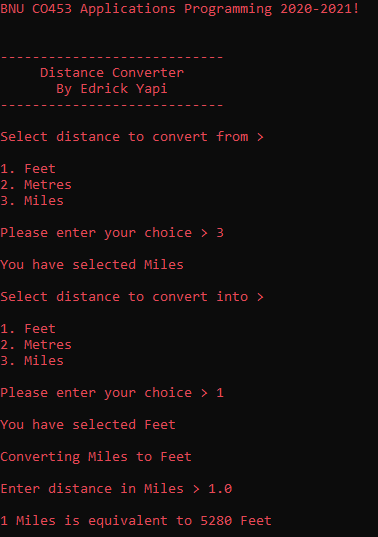 BNU CO453 Applications Programming 2020-2021!
----------------------------
Distance Converter
By Edrick Yapi
----------------------------
Select distance to convert from >
1. Feet
2. Metres
3. Miles
Please enter your choice > 3
You have selected Miles
Select distance to convert into >
1. Feet
2. Metres
3. Miles
Please enter your choice > 1
You have selected Feet
Converting Miles to Feet
Enter distance in Miles > 1.0
1 Miles is equivalent to 5280 Feet